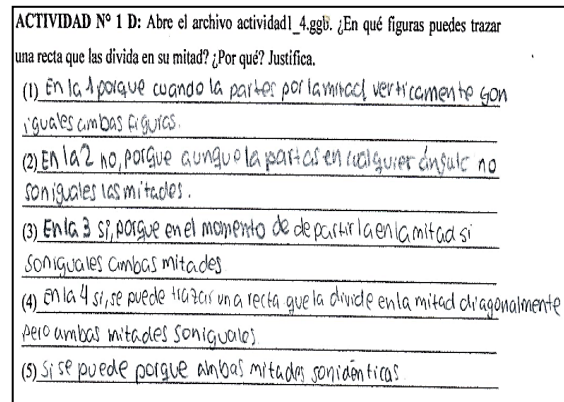 ACTIVIDAD Nº 1 D: Abre el archivo actividad1_4.ggb. ¿En qué figuras puedes trazar
una recta que las divida en su mitad? ¿Por qué? Justifica.
(1) En la 1 porque cuando la partes por la mitad verticamente son
iguales ambas figuras.
(2) En la 2 no, porque aunque la partas en cualquier ángulo no
son iguales las mitades.
(3) En la 3 si, porque en el momento de departirla en la mitad si
son iguales ambas mitades
(4) en la 4 si, se puede trazar una recta que la divide en la mitad diagonalmente
pero ambas mitades son iguales
(5) Si se puede porque ambas mitades son idénticas